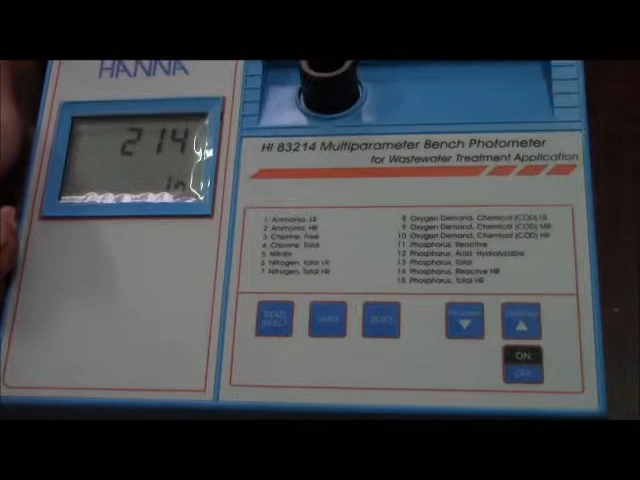 HANNA
214
HI 83214 Multiparameter Bench Photometer
for Wastewater Treatment Application
1 Ammonia, LR
2 Ammonia, HR
3 Chlorine, Free
4 Chlorine, Total
5 Nitrate
6 Nitrogen, Total LR
7 Nitrogen, Total HR
8 Oxygen Demand, Chemical (COD) LR
9 Oxygen Demand, Chemical (COD) MR
10 Oxygen Demand, Chemical (COD) HR
11 Phosphorus, Reactive
12 Phosphorus, Acid Hydrolyzable
13 Phosphorus, Total
14 Phosphorus, Reactive HR
15 Phosphorus, Total HR
READ
TIMER
ZERO
ON
OFF